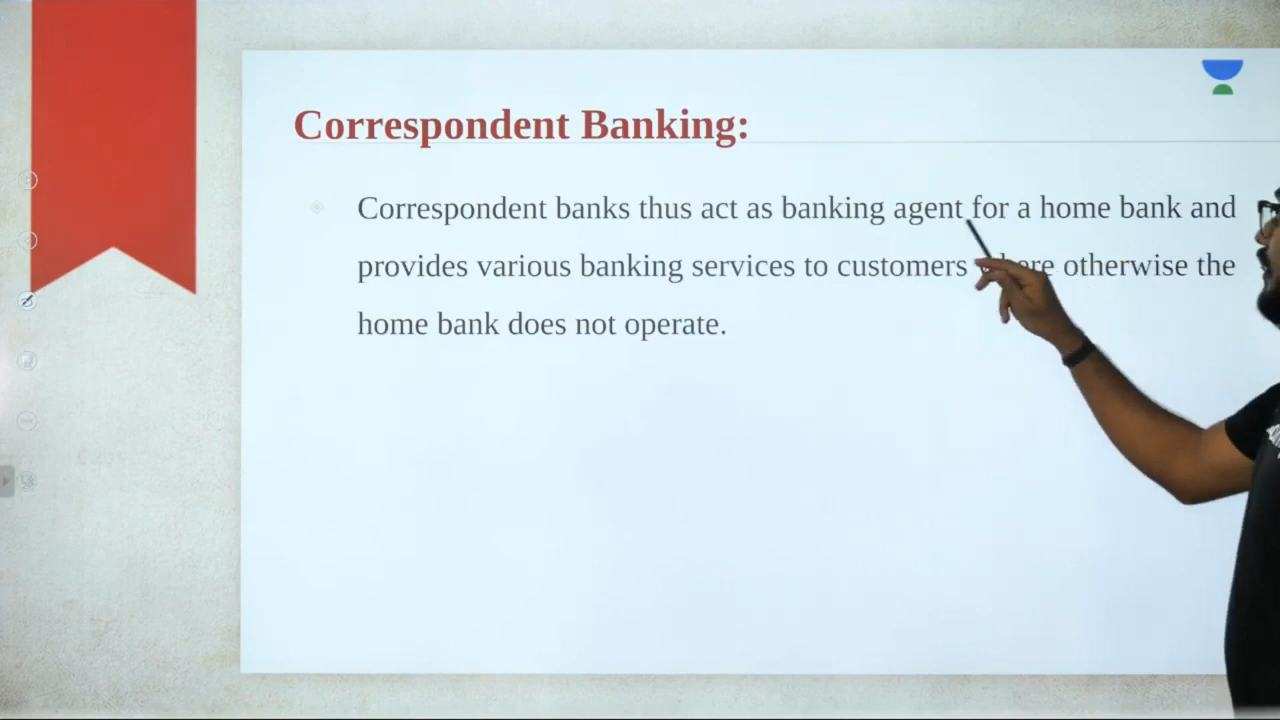 Correspondent Banking:
Correspondent banks thus act as banking agent for a home bank and
provides various banking services to customers where otherwise the
home bank does not operate.